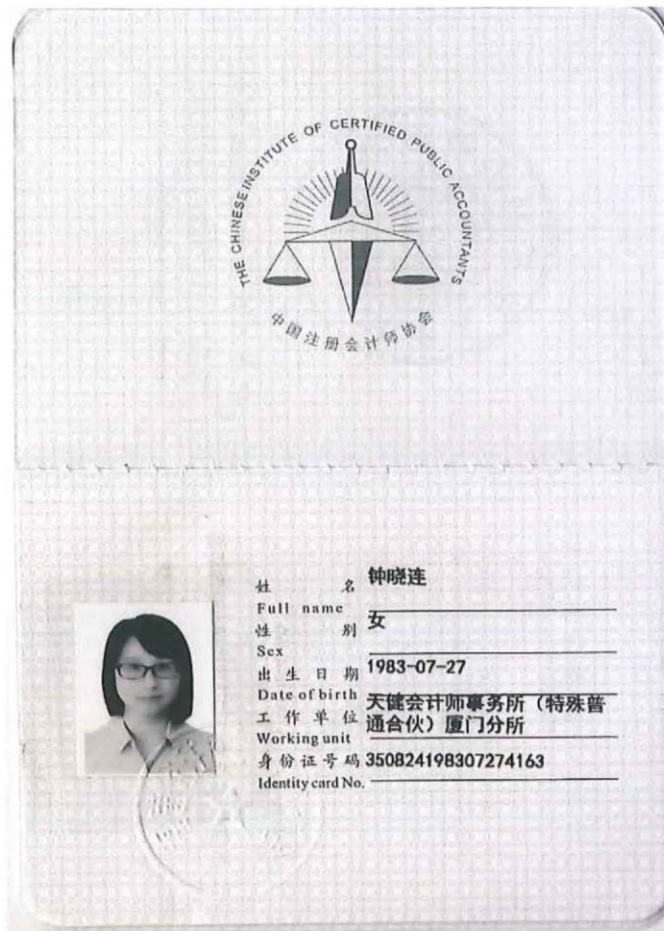 THE CHINESE INSTITUTE OF CERTIFIED PUBLIC ACCOUNTANTS
中国注册会计师协会
姓名 钟晓连
Full name
性别 女
Sex
出生日期 1983-07-27
Date of birth
工作单位 天健会计师事务所（特殊普
通合伙）厦门分所
Working unit
身份证号码 350824198307274163
Identity card No.